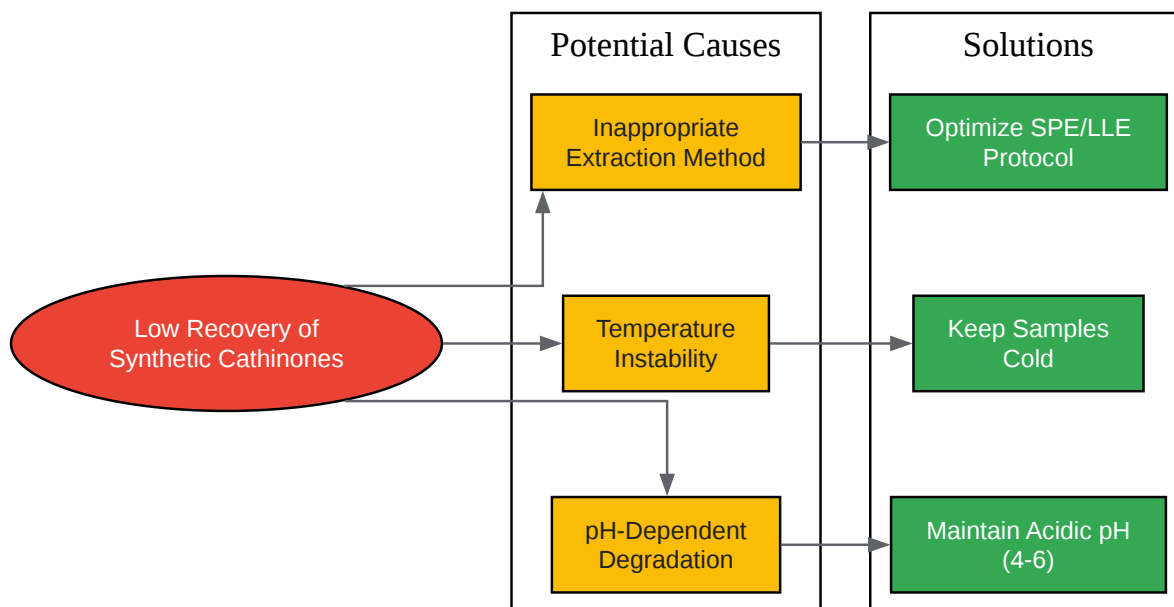 Potential Causes
Solutions
Inappropriate
Extraction Method
Optimize SPE/LLE
Protocol
Low Recovery of
Synthetic Cathinones
Temperature
Instability
Keep Samples
Cold
pH-Dependent
Degradation
Maintain Acidic pH
(4-6)